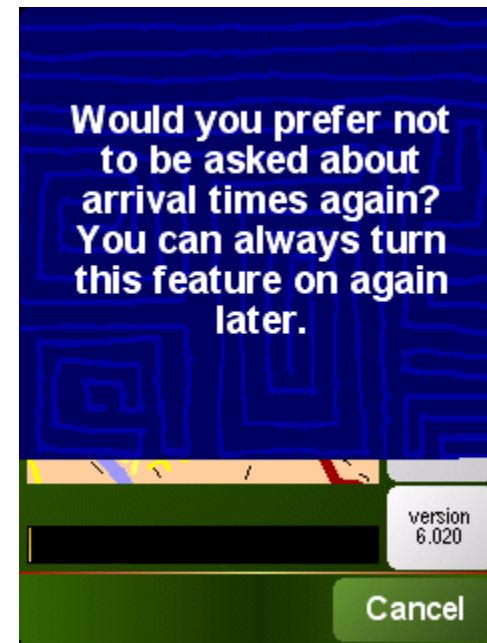 Would you prefer not
to be asked about
arrival times again?
You can always turn
this feature on again
later.
version
6.020
Cancel